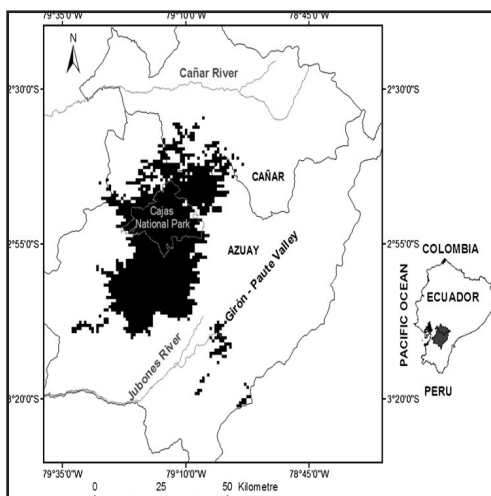 79°35'0"W 79°10'0"W 78°45'0"W
N
Cañar River
2°30'0"S 2°30'0"S
CAÑAR
Cajas
National Park
AZUAY
2°55'0"S 2°55'0"S
Girón - Paute Valley
COLOMBIA
ECUADOR
PACIFIC OCEAN
Jubones River
PERU
3°20'0"S 3°20'0"S
79°35'0"W 79°10'0"W 78°45'0"W
0 25 50 Kilometre